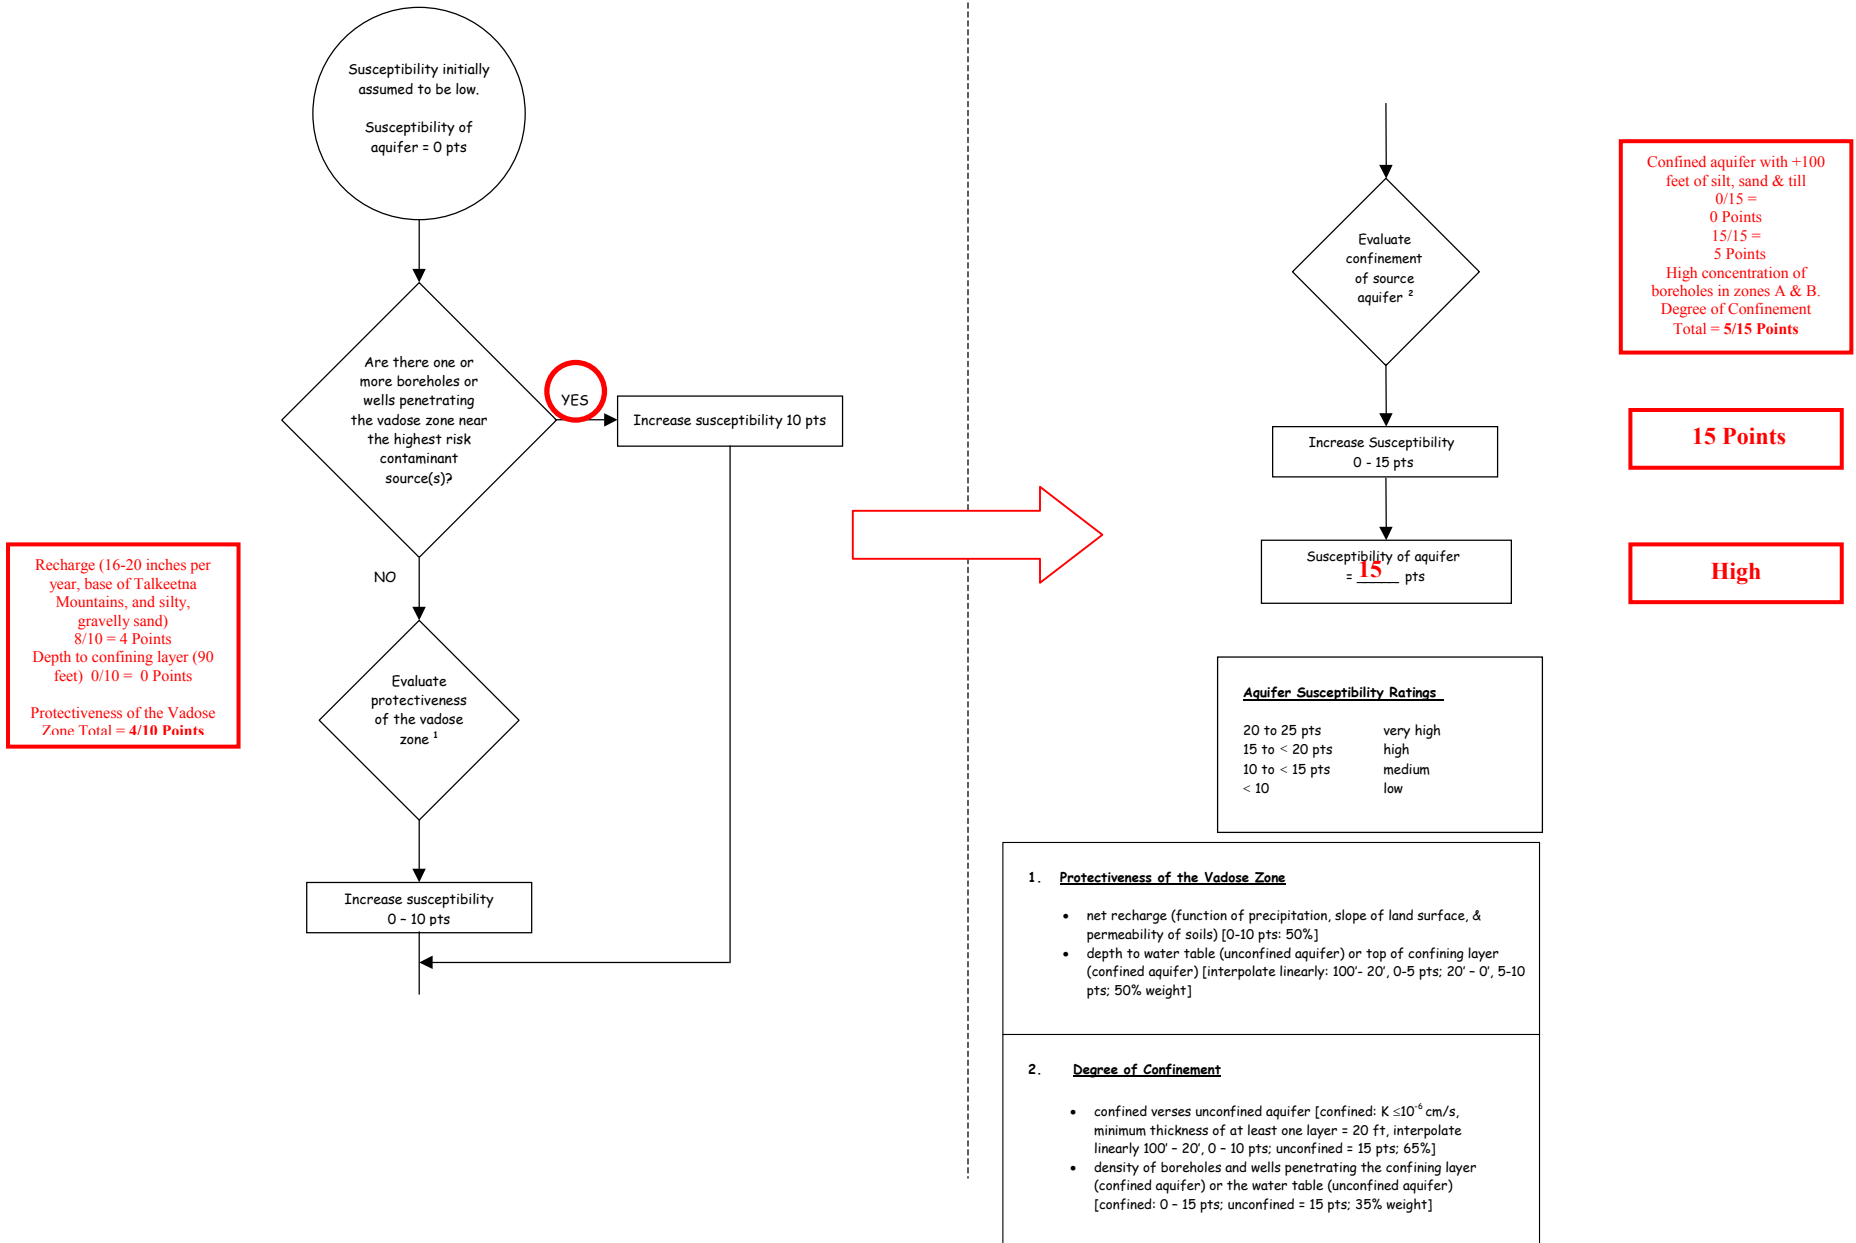 Susceptibility initially
assumed to be low.
Susceptibility of
aquifer = 0 pts
Are there one or
more boreholes or
wells penetrating
the vadose zone near
the highest risk
contaminant
source(s)?
YES
Increase susceptibility 10 pts
NO
Recharge (16-20 inches per
year, base of Talkeetna
Mountains, and silty,
gravelly sand)
8/10 = 4 Points
Depth to confining layer (90
feet)  0/10 =  0 Points
Protectiveness of the Vadose
Zone Total = 4/10 Points
Evaluate
protectiveness
of the vadose
zone ¹
Increase susceptibility
0 – 10 pts
Evaluate
confinement
of source
aquifer ²
Confined aquifer with +100
feet of silt, sand & till
0/15 =
0 Points
15/15 =
5 Points
High concentration of
boreholes in zones A & B.
Degree of Confinement
Total = 5/15 Points
Increase Susceptibility
0 - 15 pts
15 Points
Susceptibility of aquifer
= 15 pts
High
Aquifer Susceptibility Ratings
20 to 25 pts very high
15 to < 20 pts high
10 to < 15 pts medium
< 10 low
1. Protectiveness of the Vadose Zone
• net recharge (function of precipitation, slope of land surface, &
permeability of soils) [0-10 pts: 50%]
• depth to water table (unconfined aquifer) or top of confining layer
(confined aquifer) [interpolate linearly: 100'- 20', 0-5 pts; 20' – 0', 5-10
pts; 50% weight]
2. Degree of Confinement
• confined verses unconfined aquifer [confined: K ≤10⁻⁶ cm/s,
minimum thickness of at least one layer = 20 ft, interpolate
linearly 100' – 20', 0 – 10 pts; unconfined = 15 pts; 65%]
• density of boreholes and wells penetrating the confining layer
(confined aquifer) or the water table (unconfined aquifer)
[confined: 0 – 15 pts; unconfined = 15 pts; 35% weight]